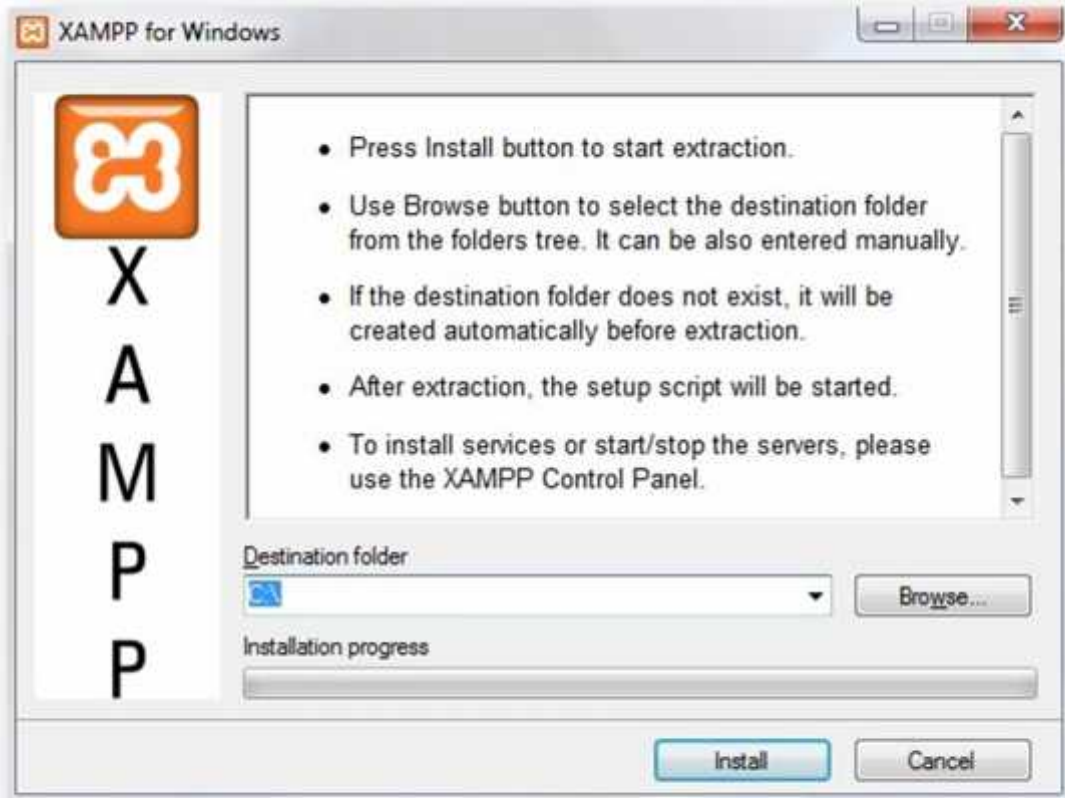 XAMPP for Windows
X
A
M
P
P
• Press Install button to start extraction.
• Use Browse button to select the destination folder
from the folders tree. It can be also entered manually.
• If the destination folder does not exist, it will be
created automatically before extraction.
• After extraction, the setup script will be started.
• To install services or start/stop the servers, please
use the XAMPP Control Panel.
Destination folder
C:\
Browse...
Installation progress
Install
Cancel